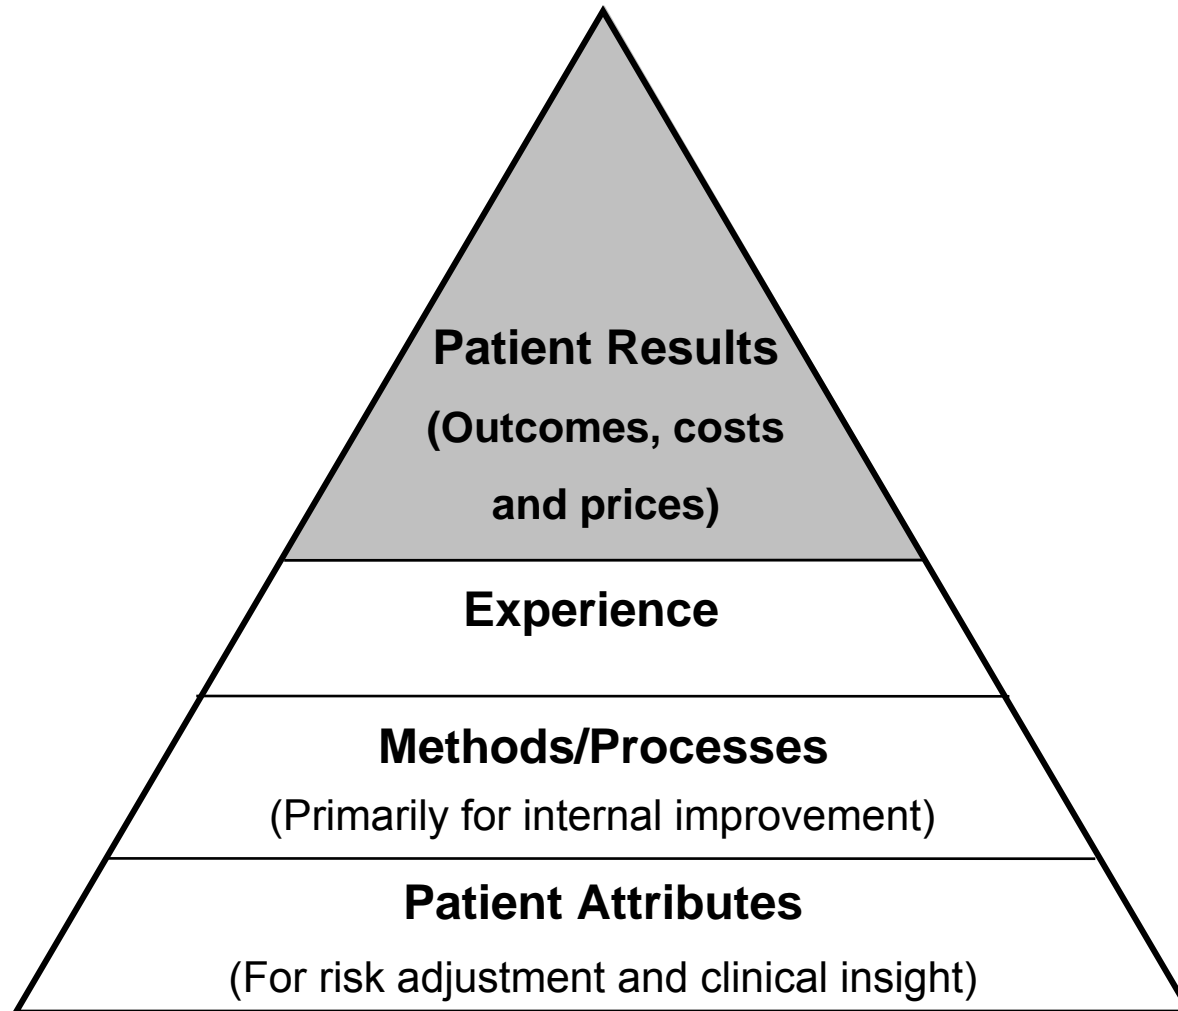 Patient Results
(Outcomes, costs
and prices)
Experience
Methods/Processes
(Primarily for internal improvement)
Patient Attributes
(For risk adjustment and clinical insight)